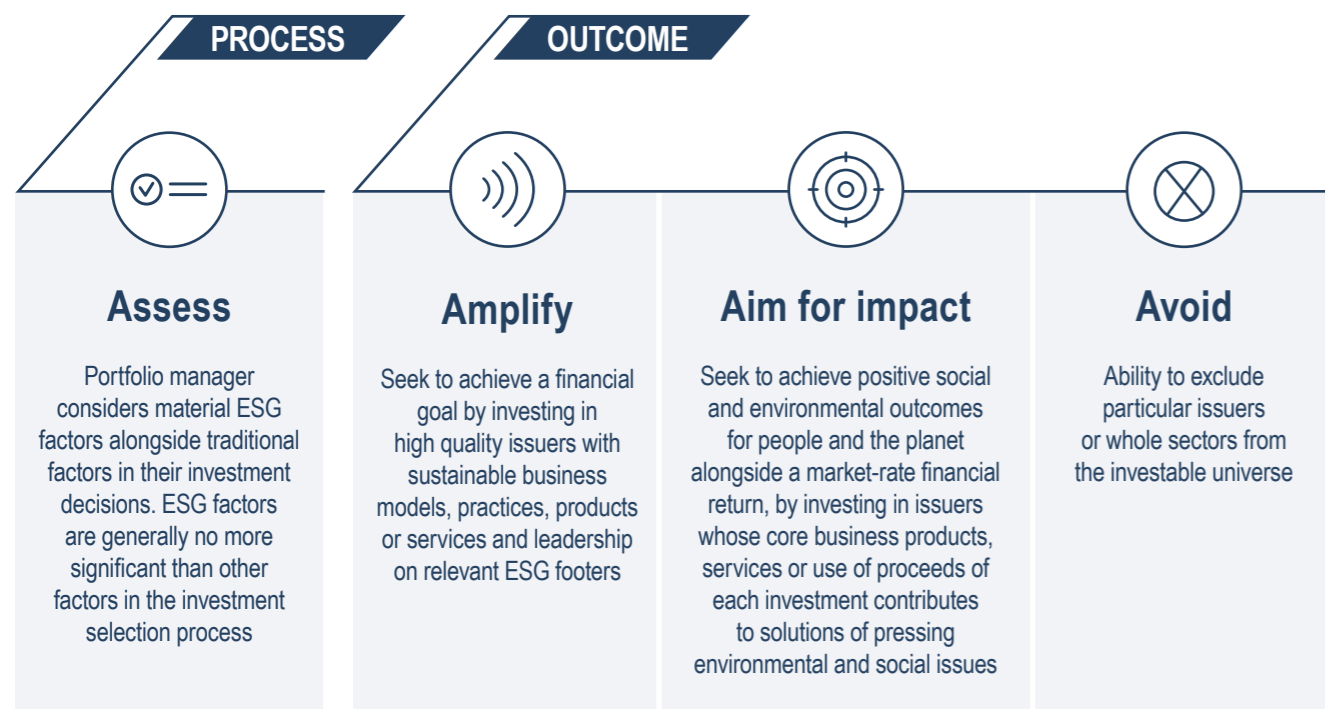 PROCESS
OUTCOME
Assess
Portfolio manager
considers material ESG
factors alongside traditional
factors in their investment
decisions. ESG factors
are generally no more
significant than other
factors in the investment
selection process
Amplify
Seek to achieve a financial
goal by investing in
high quality issuers with
sustainable business
models, practices, products
or services and leadership
on relevant ESG footers
Aim for impact
Seek to achieve positive social
and environmental outcomes
for people and the planet
alongside a market-rate financial
return, by investing in issuers
whose core business products,
services or use of proceeds of
each investment contributes
to solutions of pressing
environmental and social issues
Avoid
Ability to exclude
particular issuers
or whole sectors from
the investable universe